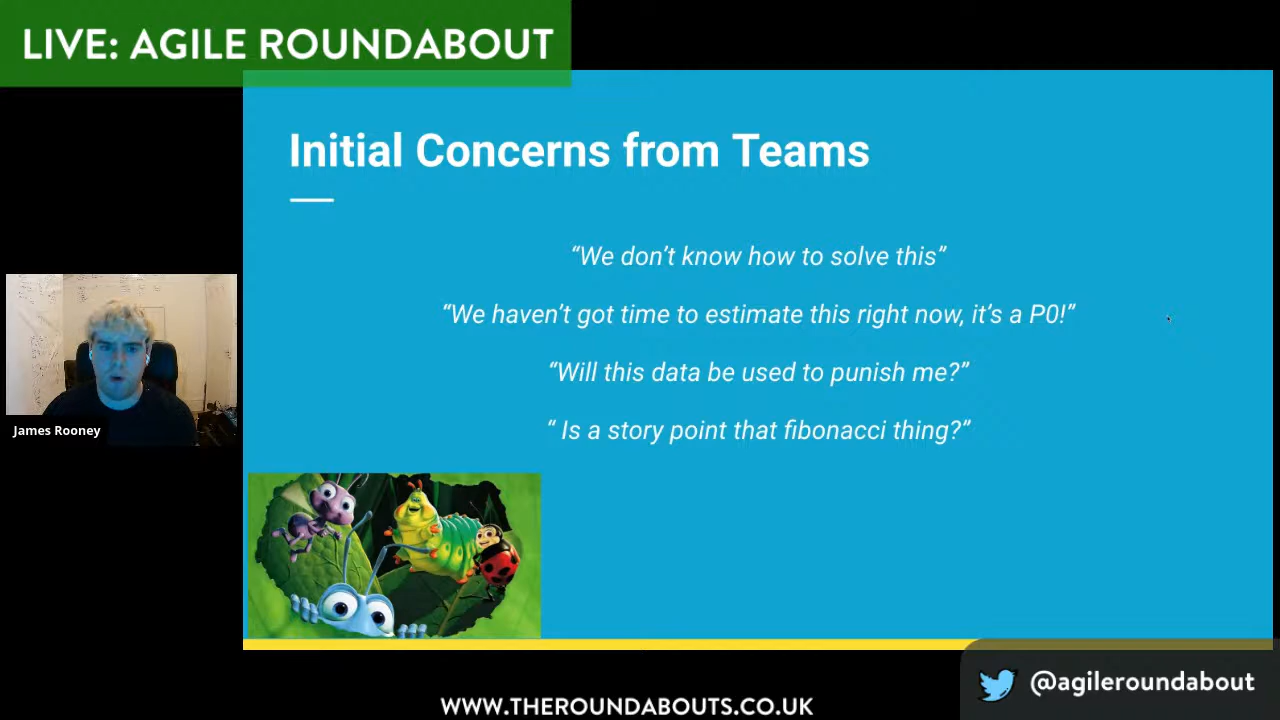 LIVE: AGILE ROUNDABOUT
Initial Concerns from Teams
“We don’t know how to solve this”
“We haven’t got time to estimate this right now, it’s a P0!”
“Will this data be used to punish me?”
“ Is a story point that fibonacci thing?”
James Rooney
@agileroundabout
WWW.THEROUNDABOUTS.CO.UK